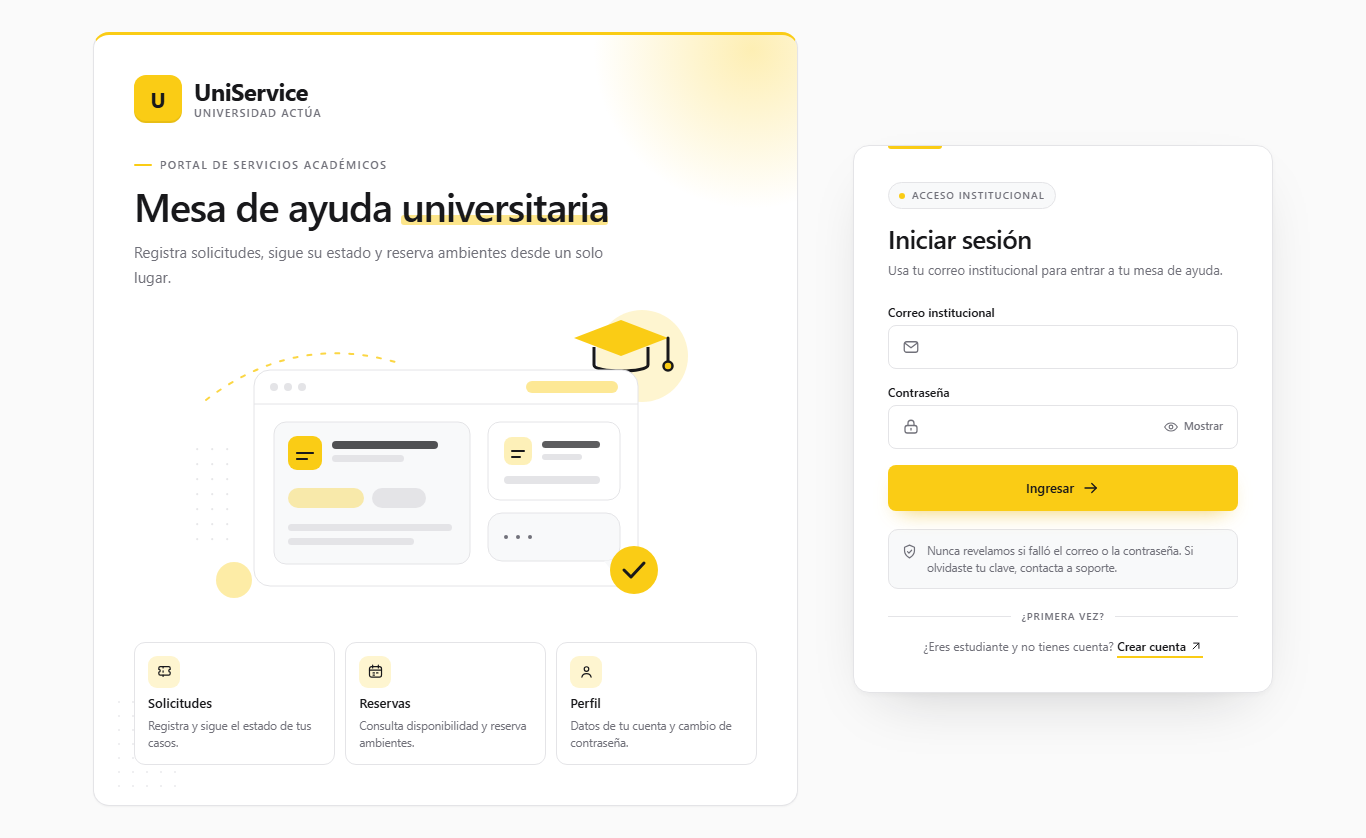 U
UniService
UNIVERSIDAD ACTÚA
PORTAL DE SERVICIOS ACADÉMICOS
Mesa de ayuda universitaria
Registra solicitudes, sigue su estado y reserva ambientes desde un solo
lugar.
Solicitudes
Registra y sigue el estado de tus
casos.
Reservas
Consulta disponibilidad y reserva
ambientes.
Perfil
Datos de tu cuenta y cambio de
contraseña.
ACCESO INSTITUCIONAL
Iniciar sesión
Usa tu correo institucional para entrar a tu mesa de ayuda.
Correo institucional
Contraseña
Mostrar
Ingresar
Nunca revelamos si falló el correo o la contraseña. Si
olvidaste tu clave, contacta a soporte.
¿PRIMERA VEZ?
¿Eres estudiante y no tienes cuenta? Crear cuenta